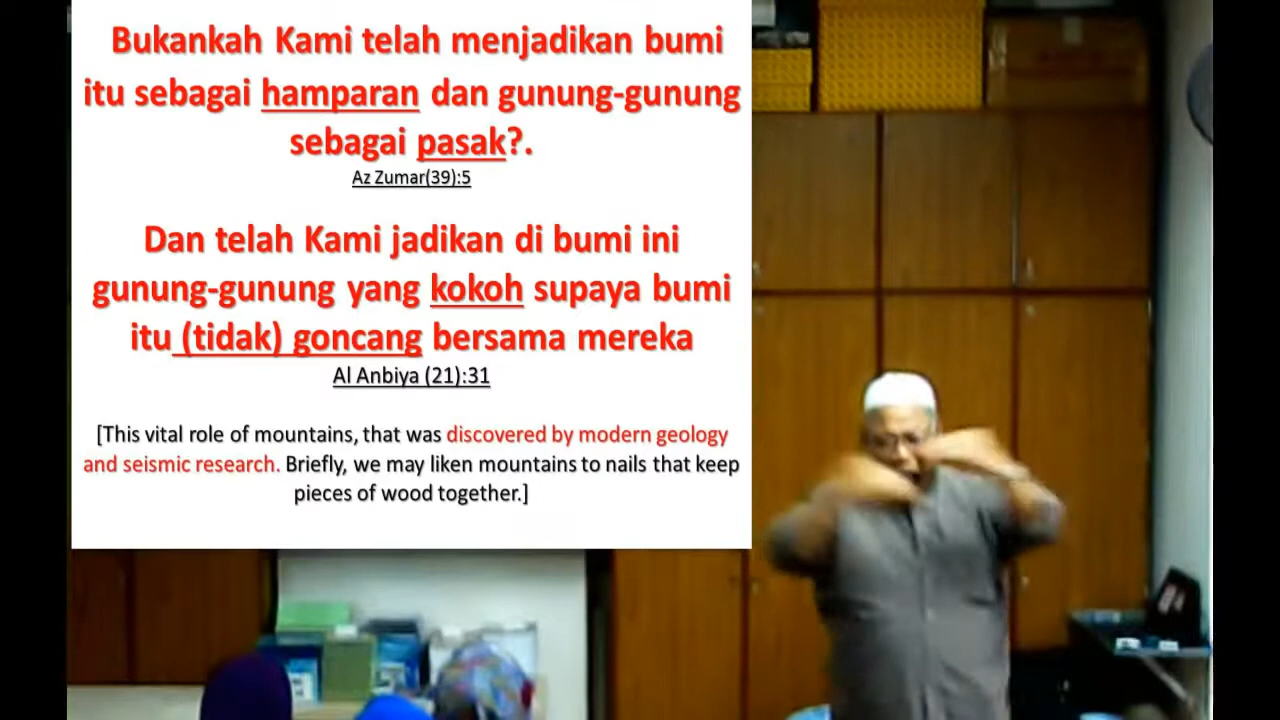 Bukankah Kami telah menjadikan bumi
itu sebagai hamparan dan gunung-gunung
sebagai pasak?.
Az Zumar(39):5
Dan telah Kami jadikan di bumi ini
gunung-gunung yang kokoh supaya bumi
itu (tidak) goncang bersama mereka
Al Anbiya (21):31
[This vital role of mountains, that was discovered by modern geology
and seismic research. Briefly, we may liken mountains to nails that keep
pieces of wood together.]